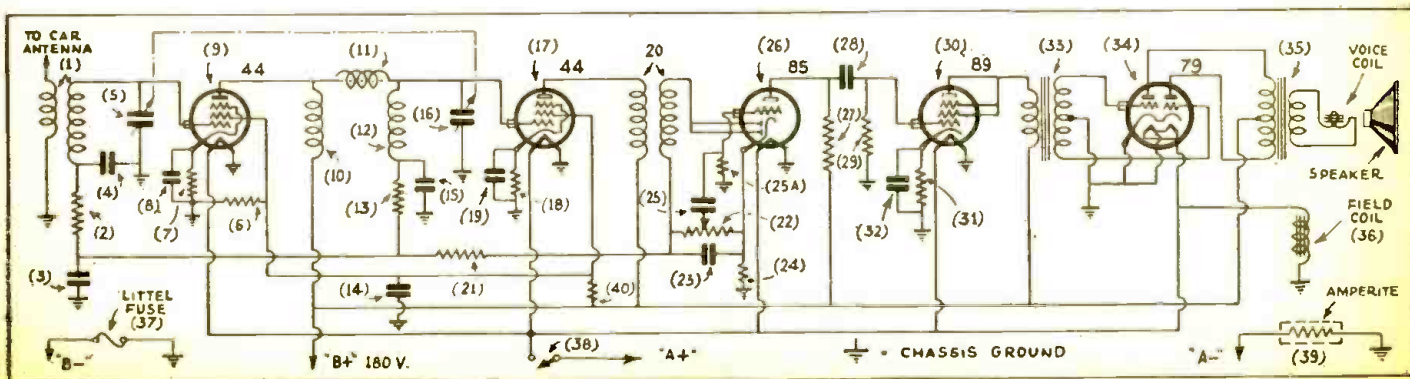 TO CAR
ANTENNA
(1)
(5)
(9)
44
(11)
(16)
(17)
44
20
(26)
85
(28)
(30)
89
(33)
(34)
79
(35)
VOICE
COIL
SPEAKER
(4)
(2)
(3)
(8)
(7)
(6)
(10)
(12)
(13)
(15)
(19)
(18)
(14)
(21)
(40)
(25)
(25A)
(22)
(23)
(24)
(27)
(29)
(32)
(31)
FIELD
COIL
(36)
LITTEL
FUSE
(37)
"B-"
"B+" 180 V.
(38)
"A+"
= CHASSIS GROUND
"A-"
AMPERITE
(39)